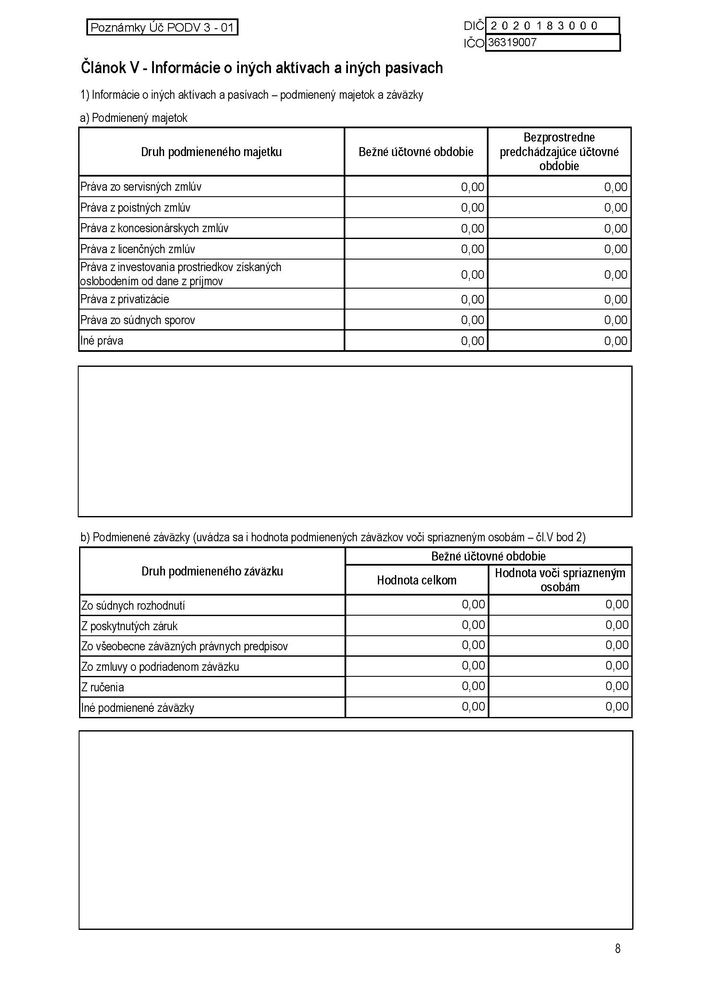 Poznámky Úč PODV 3 - 01
DIČ 2 0 2 0 1 8 3 0 0 0
IČO 36319007
Článok V - Informácie o iných aktívach a iných pasívach
1) Informácie o iných aktívach a pasívach – podmienený majetok a záväzky
a) Podmienený majetok
Druh podmieneného majetku
Bežné účtovné obdobie
Bezprostredne
predchádzajúce účtovné
obdobie
Práva zo servisných zmlúv 0,00 0,00
Práva z poistných zmlúv 0,00 0,00
Práva z koncesionárskych zmlúv 0,00 0,00
Práva z licenčných zmlúv 0,00 0,00
Práva z investovania prostriedkov získaných
oslobodením od dane z príjmov 0,00 0,00
Práva z privatizácie 0,00 0,00
Práva zo súdnych sporov 0,00 0,00
Iné práva 0,00 0,00
b) Podmienené záväzky (uvádza sa i hodnota podmienených záväzkov voči spriazneným osobám – čl.V bod 2)
Druh podmieneného záväzku
Bežné účtovné obdobie
Hodnota celkom
Hodnota voči spriazneným
osobám
Zo súdnych rozhodnutí 0,00 0,00
Z poskytnutých záruk 0,00 0,00
Zo všeobecne záväzných právnych predpisov 0,00 0,00
Zo zmluvy o podriadenom záväzku 0,00 0,00
Z ručenia 0,00 0,00
Iné podmienené záväzky 0,00 0,00
8